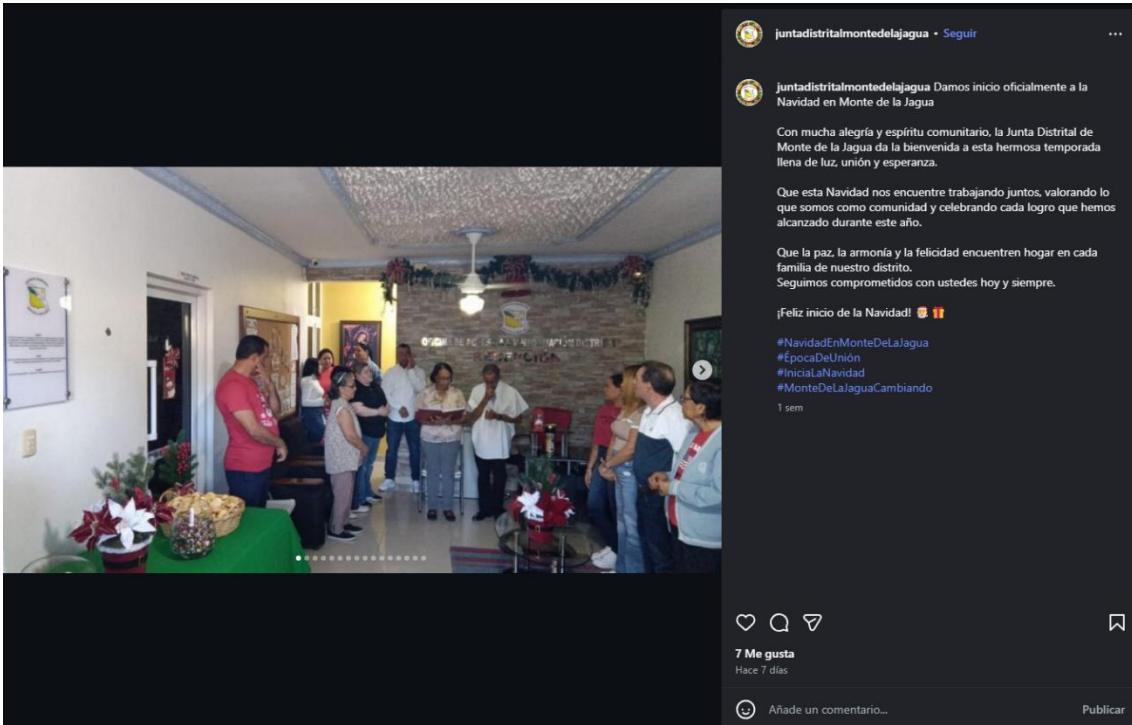 juntadistritalmontedelajagua • Seguir
juntadistritalmontedelajagua Damos inicio oficialmente a la
Navidad en Monte de la Jagua
Con mucha alegría y espíritu comunitario, la Junta Distrital de
Monte de la Jagua da la bienvenida a esta hermosa temporada
llena de luz, unión y esperanza.
Que esta Navidad nos encuentre trabajando juntos, valorando lo
que somos como comunidad y celebrando cada logro que hemos
alcanzado durante este año.
Que la paz, la armonía y la felicidad encuentren hogar en cada
familia de nuestro distrito.
Seguimos comprometidos con ustedes hoy y siempre.
¡Feliz inicio de la Navidad! 🎅 🎁
#NavidadEnMonteDeLaJagua
#ÉpocaDeUnión
#IniciaLaNavidad
#MonteDeLaJaguaCambiando
1 sem
RECEPCIÓN
7 Me gusta
Hace 7 días
Añade un comentario...
Publicar